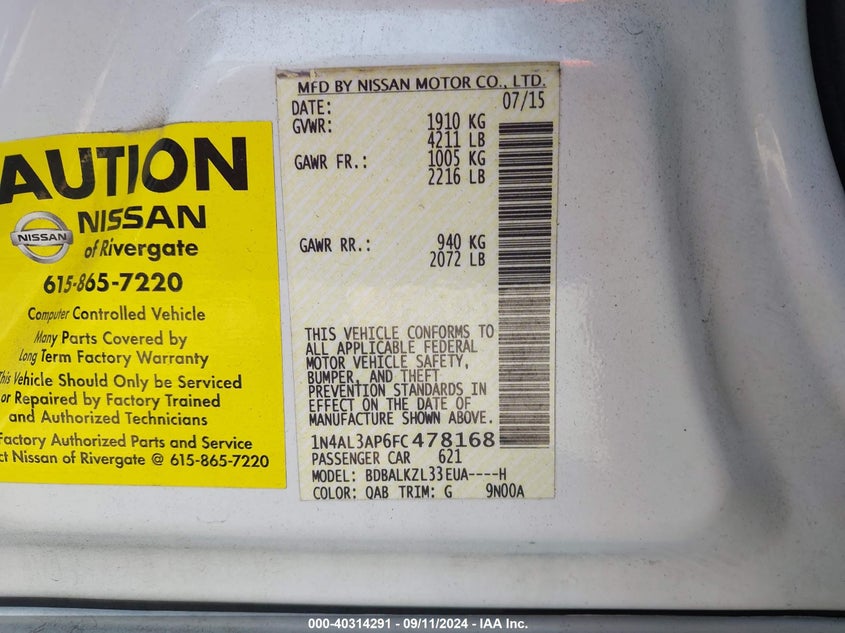 AUTION
NISSAN
NISSAN
of Rivergate
615-865-7220
Computer Controlled Vehicle
Many Parts Covered by
Long Term Factory Warranty
This Vehicle Should Only be Serviced
or Repaired by Factory Trained
and Authorized Technicians
Factory Authorized Parts and Service
ct Nissan of Rivergate @ 615-865-7220
MFD BY NISSAN MOTOR CO., LTD.
DATE: 07/15
GVWR: 1910 KG
4211 LB
GAWR FR.: 1005 KG
2216 LB
GAWR RR.: 940 KG
2072 LB
THIS VEHICLE CONFORMS TO
ALL APPLICABLE FEDERAL
MOTOR VEHICLE SAFETY,
BUMPER, AND THEFT
PREVENTION STANDARDS IN
EFFECT ON THE DATE OF
MANUFACTURE SHOWN ABOVE.
1N4AL3AP6FC478168
PASSENGER CAR 621
MODEL: BDBALKZL33EUA----H
COLOR: QAB TRIM: G 9N00A
000-40314291 - 09/11/2024 - IAA Inc.